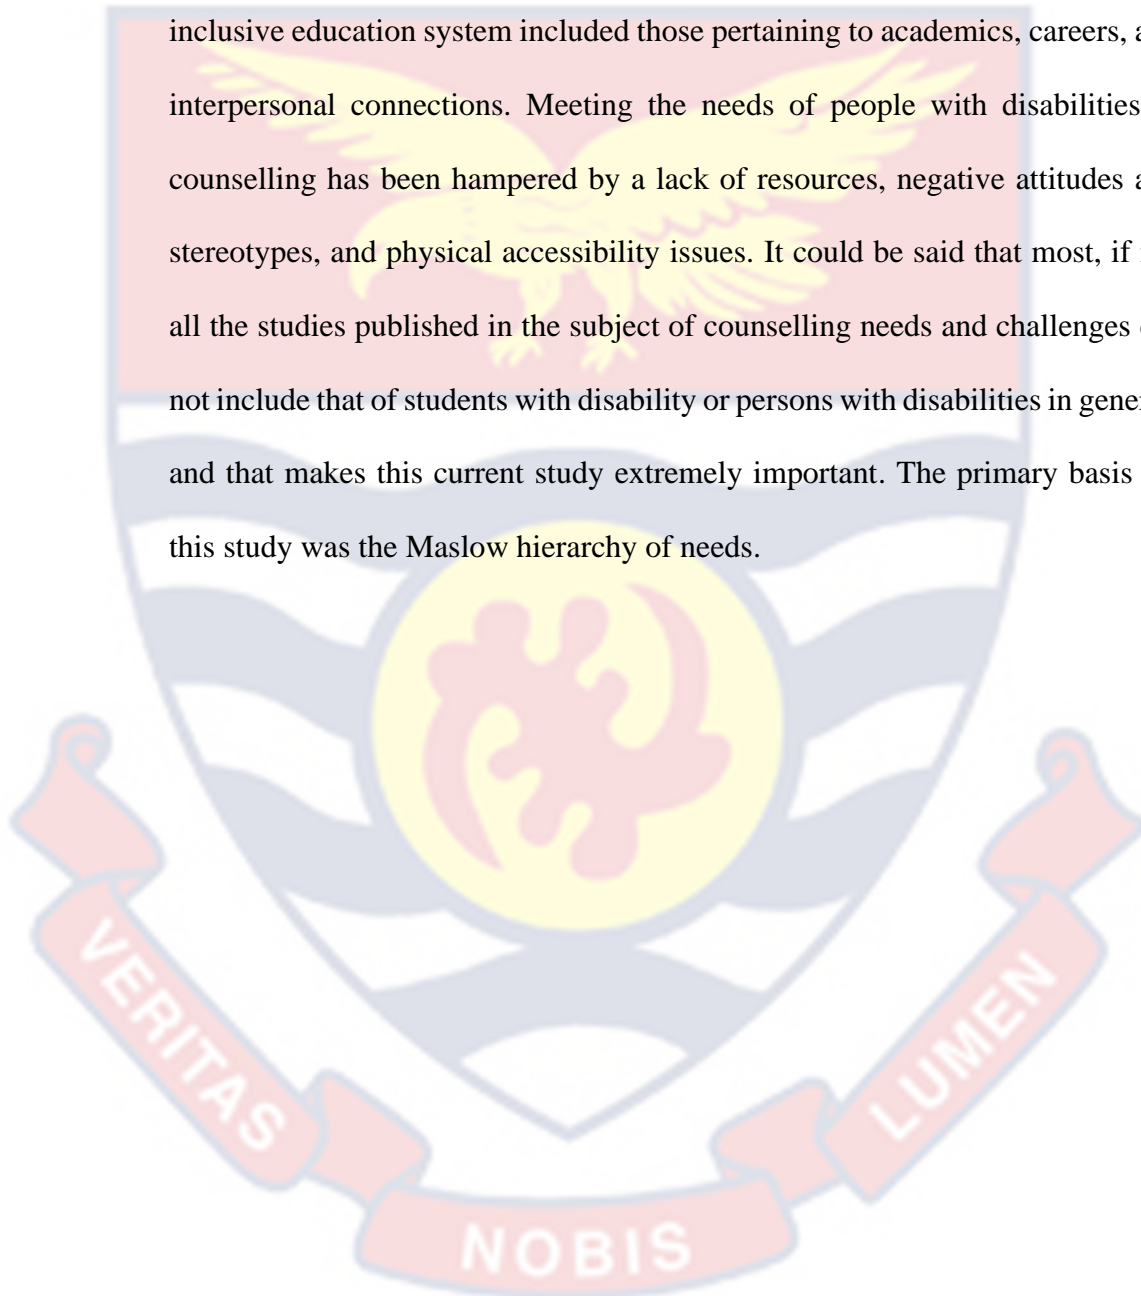 inclusive education system included those pertaining to academics, careers, a
interpersonal connections. Meeting the needs of people with disabilities
counselling has been hampered by a lack of resources, negative attitudes a
stereotypes, and physical accessibility issues. It could be said that most, if
all the studies published in the subject of counselling needs and challenges
not include that of students with disability or persons with disabilities in gene
and that makes this current study extremely important. The primary basis
this study was the Maslow hierarchy of needs.
VERITAS
NOBIS
LUMEN